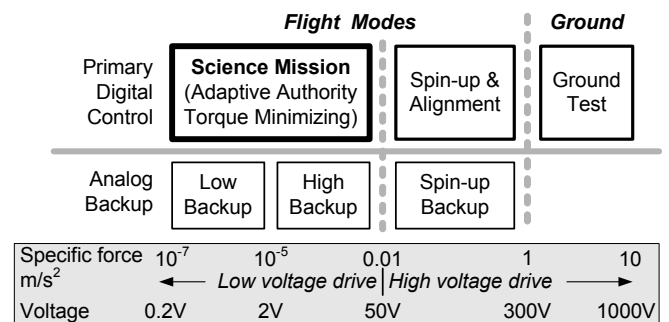 Flight Modes Ground
Primary Digital Control
Science Mission
(Adaptive Authority
Torque Minimizing)
Spin-up &
Alignment
Ground
Test
Analog
Backup
Low
Backup
High
Backup
Spin-up
Backup
Specific force m/s² 10⁻⁷ 10⁻⁵ 0.01 1 10
Low voltage drive High voltage drive
Voltage 0.2V 2V 50V 300V 1000V